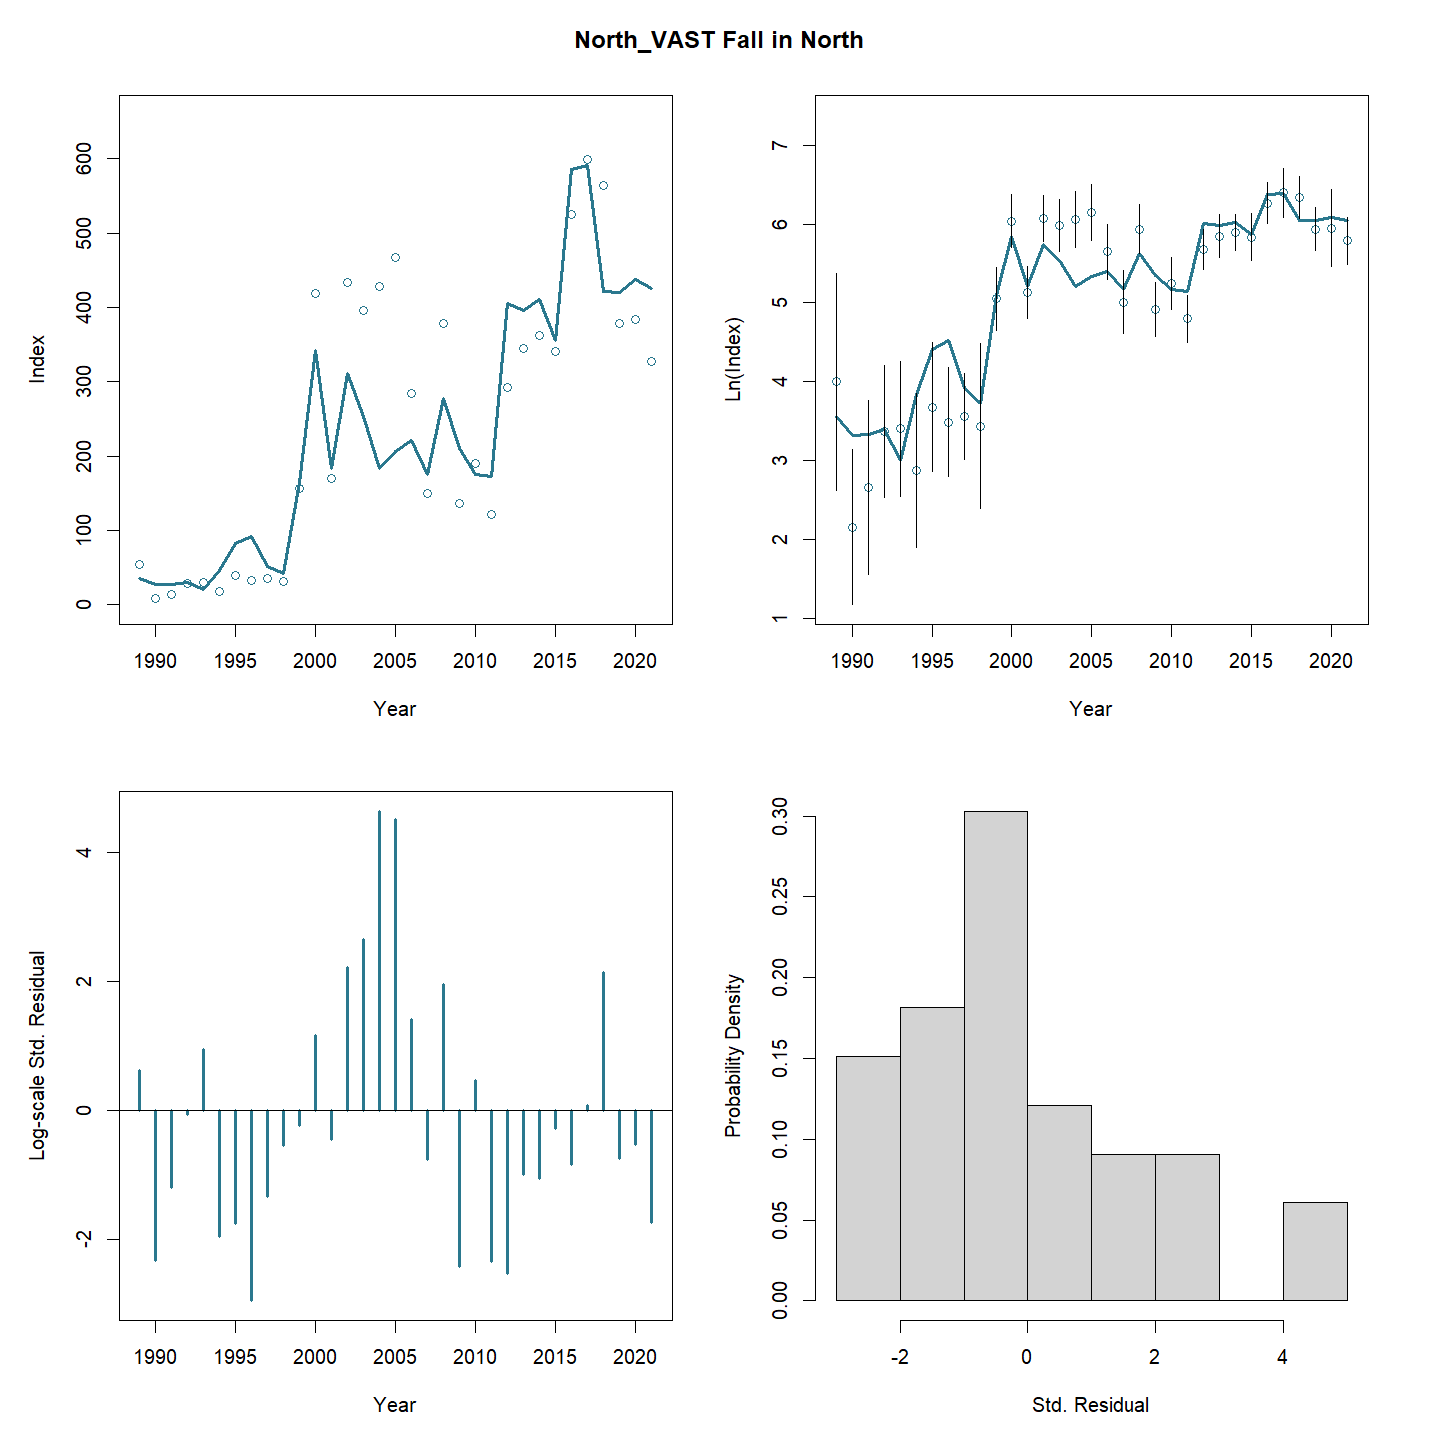 North_VAST Fall in North
Index
0 100 200 300 400 500 600
1990 1995 2000 2005 2010 2015 2020
Year
Ln(Index)
1 2 3 4 5 6 7
1990 1995 2000 2005 2010 2015 2020
Year
Log-scale Std. Residual
-2 0 2 4
1990 1995 2000 2005 2010 2015 2020
Year
Probability Density
0.00 0.05 0.10 0.15 0.20 0.25 0.30
-2 0 2 4
Std. Residual